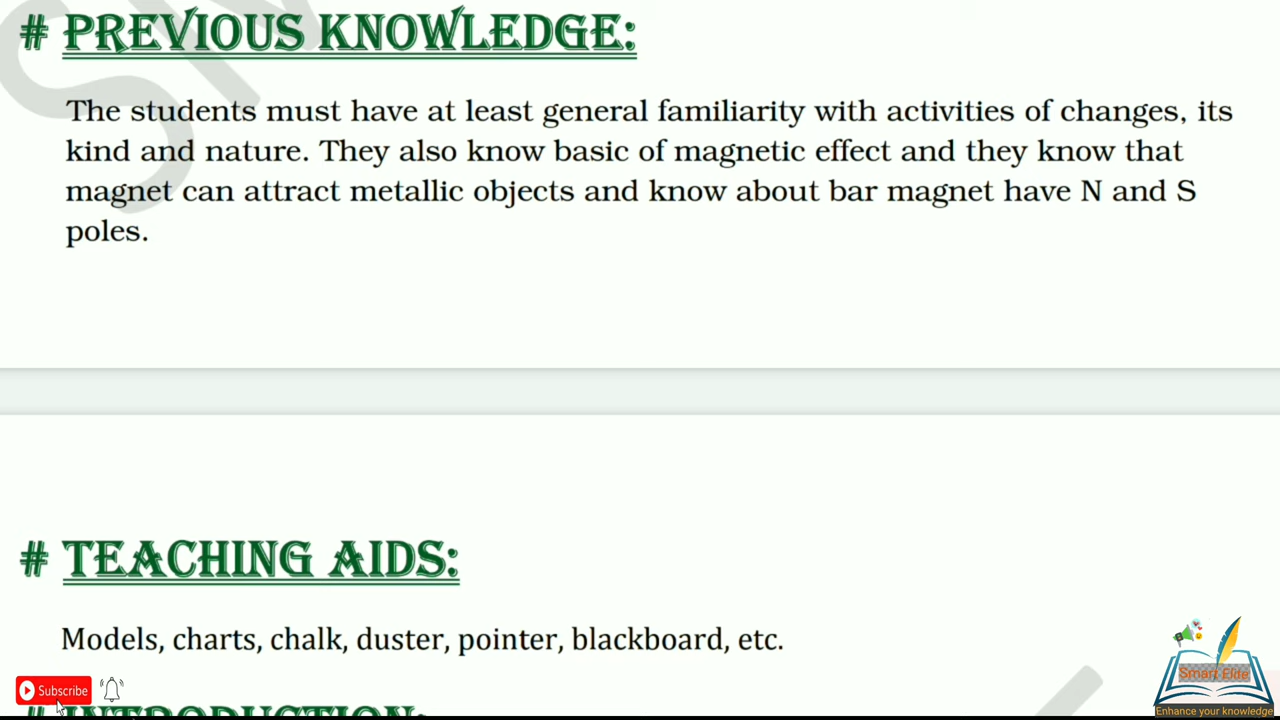 # PREVIOUS KNOWLEDGE:
The students must have at least general familiarity with activities of changes, its
kind and nature. They also know basic of magnetic effect and they know that
magnet can attract metallic objects and know about bar magnet have N and S
poles.
# TEACHING AIDS:
Models, charts, chalk, duster, pointer, blackboard, etc.
Smart Elite
Subscribe
# INTRODUCTION:
Enhance your knowledge